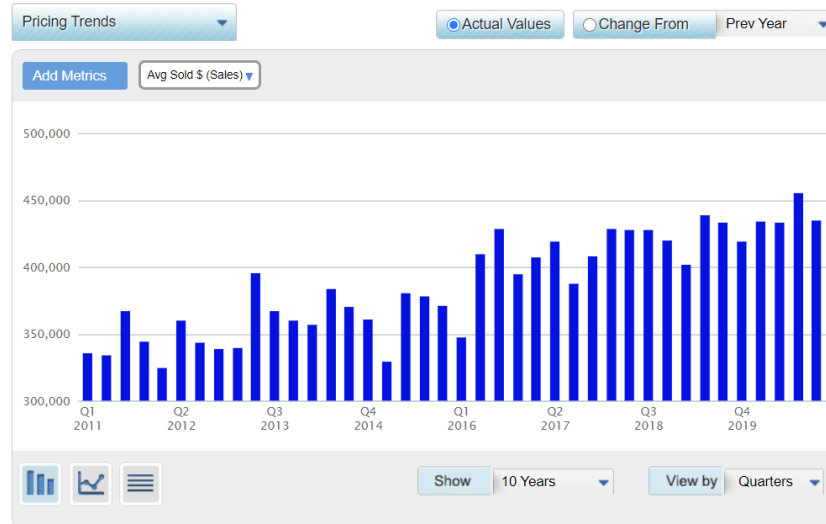 Pricing Trends
Actual Values
Change From
Prev Year
Add Metrics
Avg Sold $ (Sales)
500,000
450,000
400,000
350,000
300,000
Q1 Q2 Q3 Q4 Q1 Q2 Q3 Q4
2011 2012 2013 2014 2016 2017 2018 2019
Show 10 Years View by Quarters